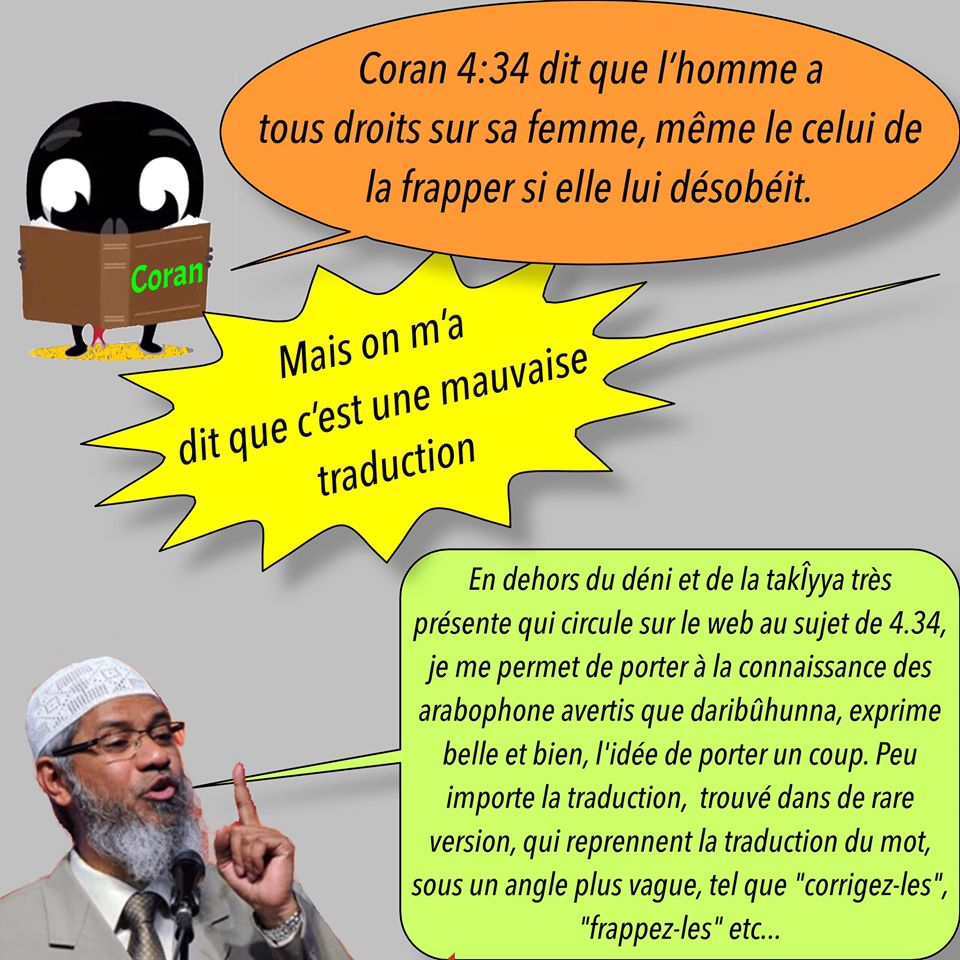 Coran 4:34 dit que l’homme a
tous droits sur sa femme, même le celui de
la frapper si elle lui désobéit.
Coran
Mais on m’a
dit que c’est une mauvaise
traduction
En dehors du déni et de la takÎyya très
présente qui circule sur le web au sujet de 4.34,
je me permet de porter à la connaissance des
arabophone avertis que daribûhunna, exprime
belle et bien, l'idée de porter un coup. Peu
importe la traduction, trouvé dans de rare
version, qui reprennent la traduction du mot,
sous un angle plus vague, tel que "corrigez-les",
"frappez-les" etc...